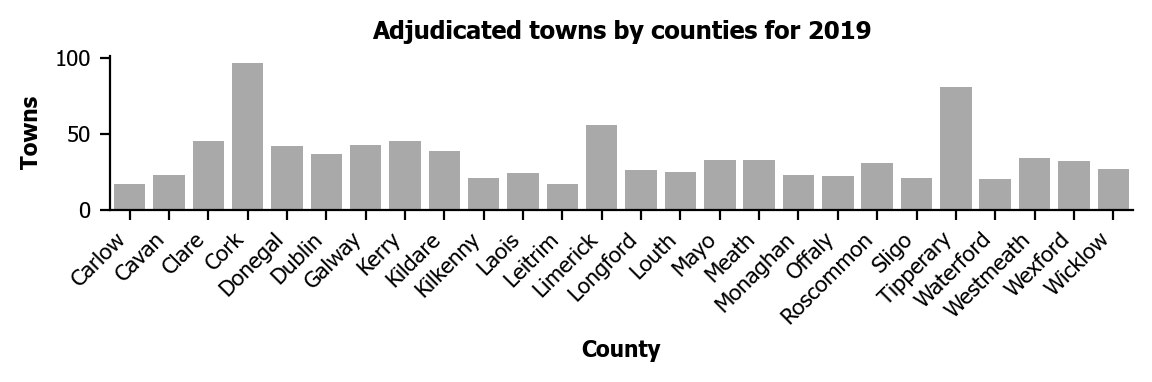 Adjudicated towns by counties for 2019
Towns
100
50
0
Carlow
Cavan
Clare
Cork
Donegal
Dublin
Galway
Kerry
Kildare
Kilkenny
Laois
Leitrim
Limerick
Longford
Louth
Mayo
Meath
Monaghan
Offaly
Roscommon
Sligo
Tipperary
Waterford
Westmeath
Wexford
Wicklow
County